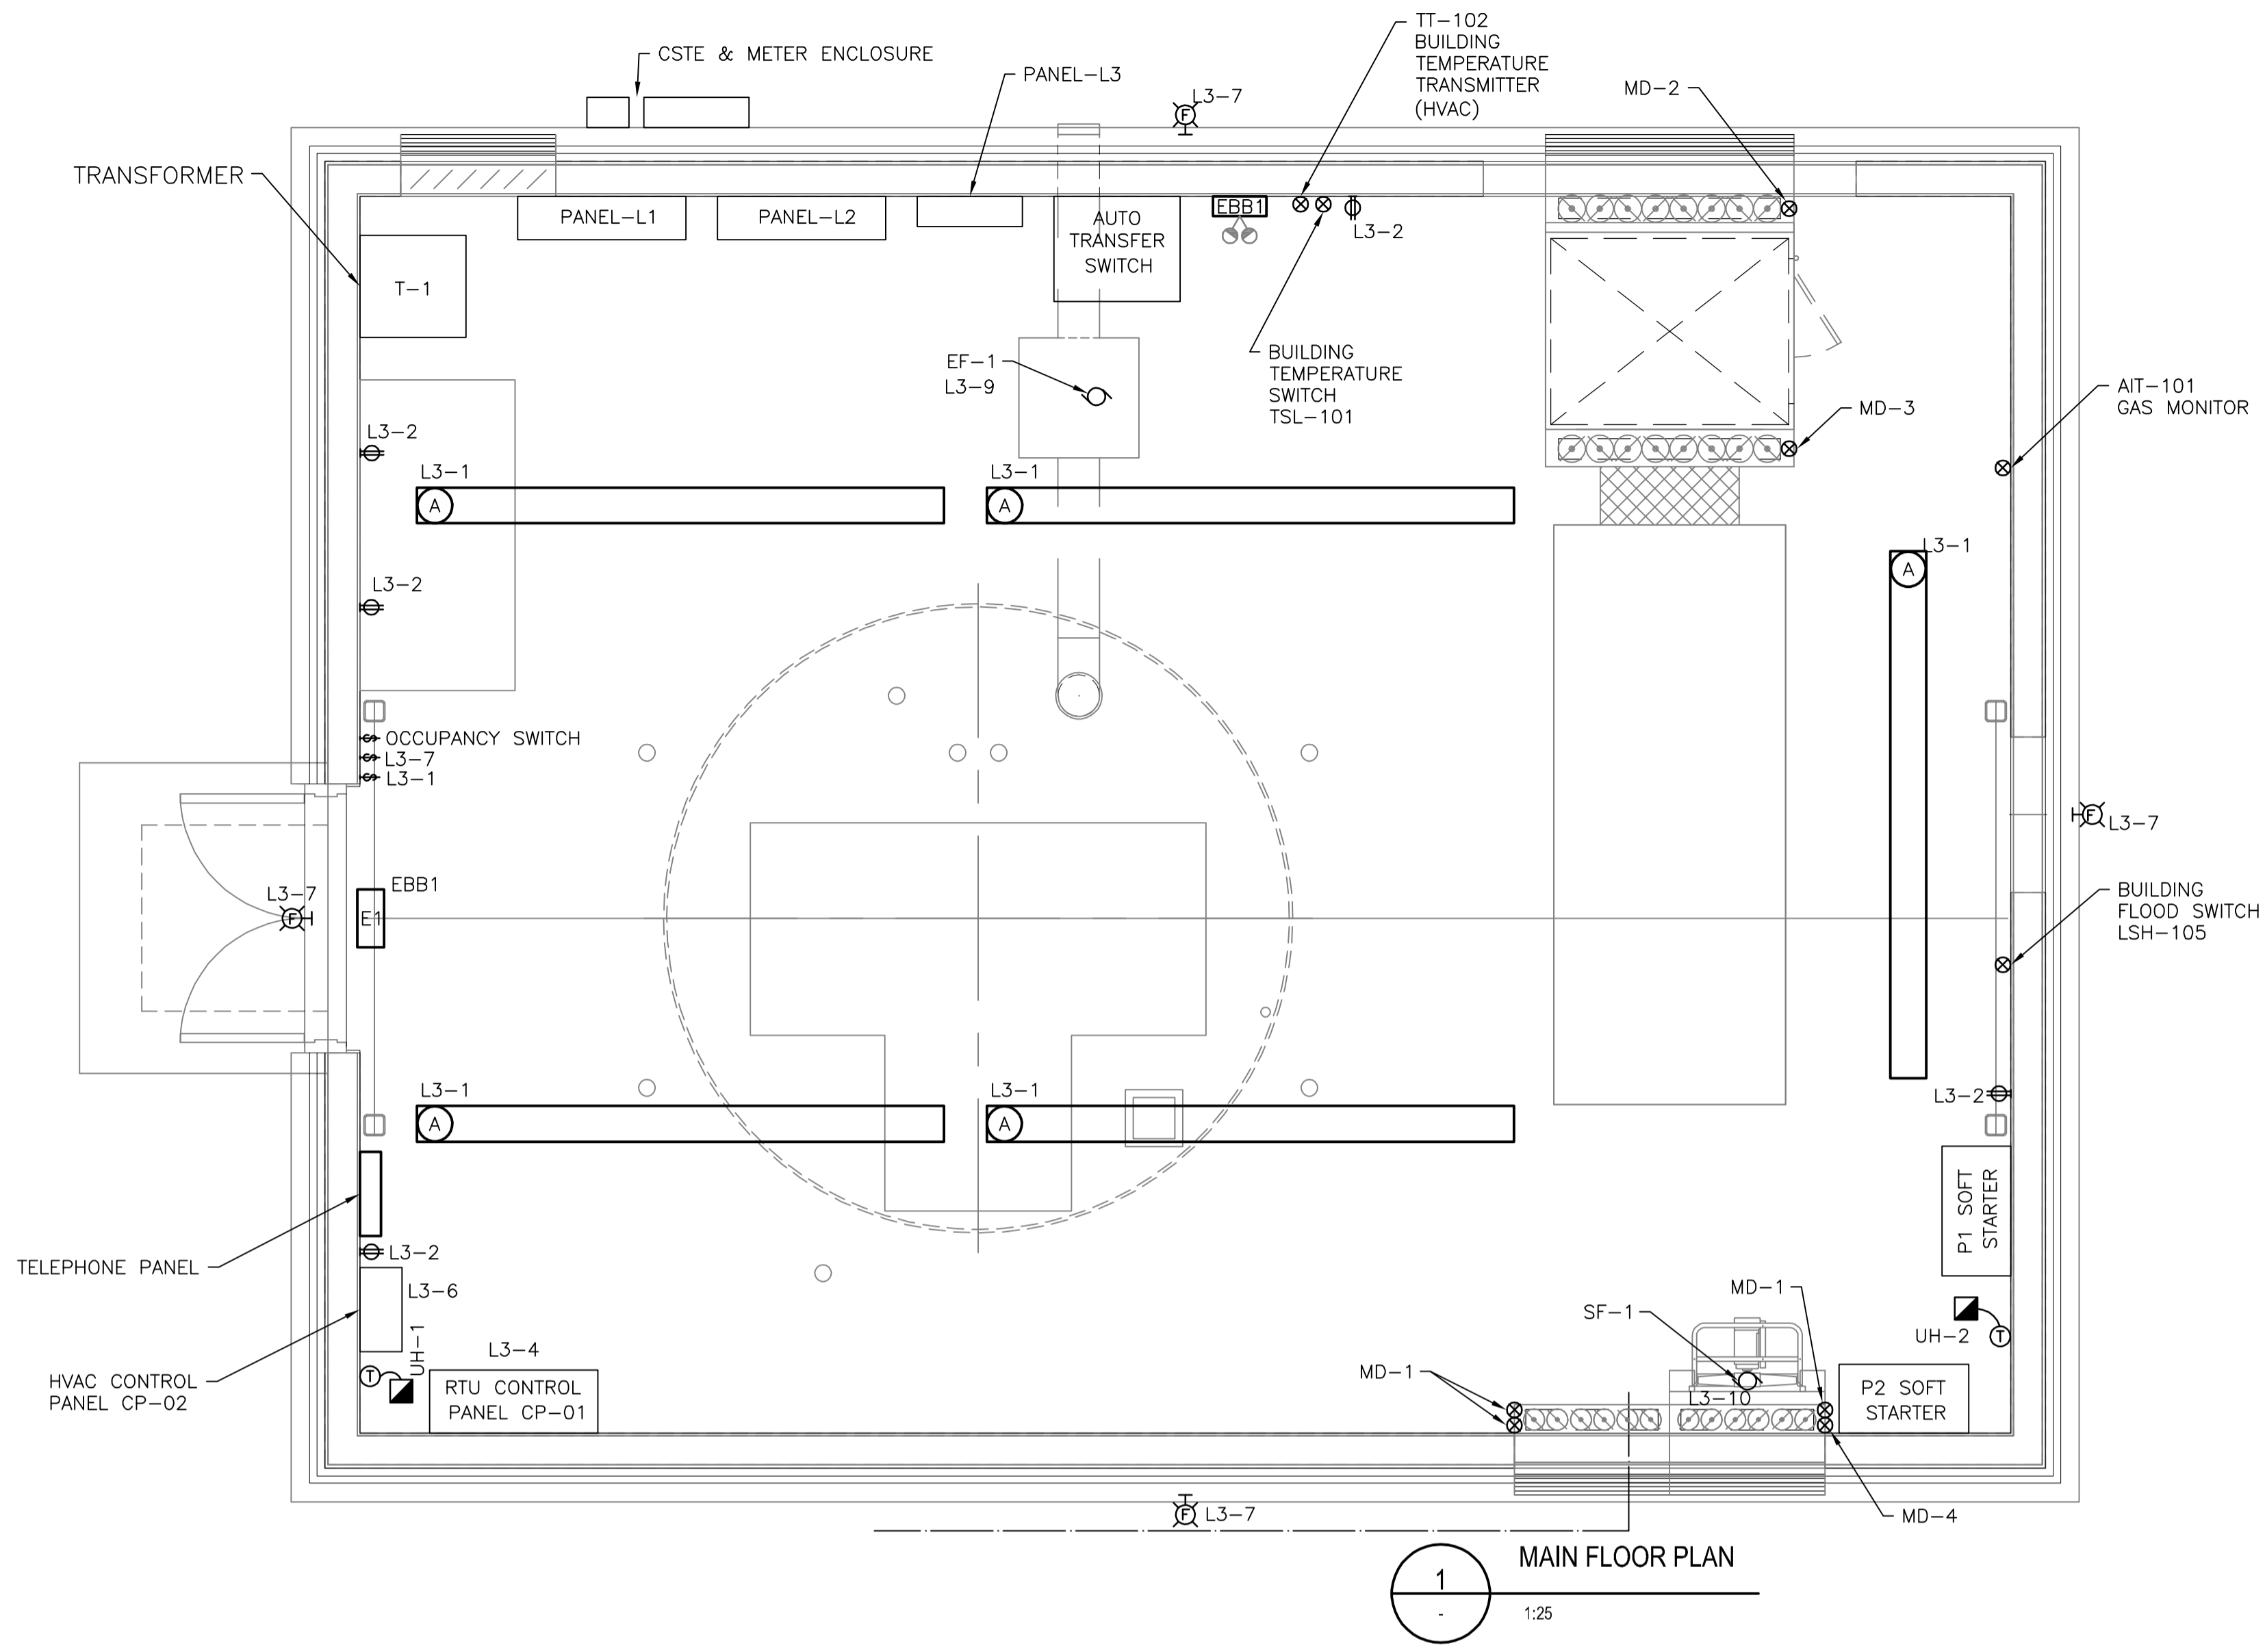 TT-102
BUILDING
TEMPERATURE
TRANSMITTER
(HVAC)
CSTE & METER ENCLOSURE
PANEL-L3
L3-7
F
MD-2
TRANSFORMER
PANEL-L1
PANEL-L2
AUTO
TRANSFER
SWITCH
EBB1
L3-2
T-1
EF-1
L3-9
BUILDING
TEMPERATURE
SWITCH
TSL-101
MD-3
AIT-101
GAS MONITOR
L3-2
L3-1
A
L3-1
A
L3-1
A
L3-2
S OCCUPANCY SWITCH
S L3-7
S L3-1
F
L3-7
L3-7
F
E1
EBB1
BUILDING
FLOOD SWITCH
LSH-105
L3-1
A
L3-1
A
L3-2
P1 SOFT
STARTER
TELEPHONE PANEL
L3-2
L3-6
HVAC CONTROL
PANEL CP-02
UH-1
T
L3-4
RTU CONTROL
PANEL CP-01
MD-1
SF-1
MD-1
L3-10
UH-2
T
P2 SOFT
STARTER
MD-4
F
L3-7
1
-
MAIN FLOOR PLAN
1:25